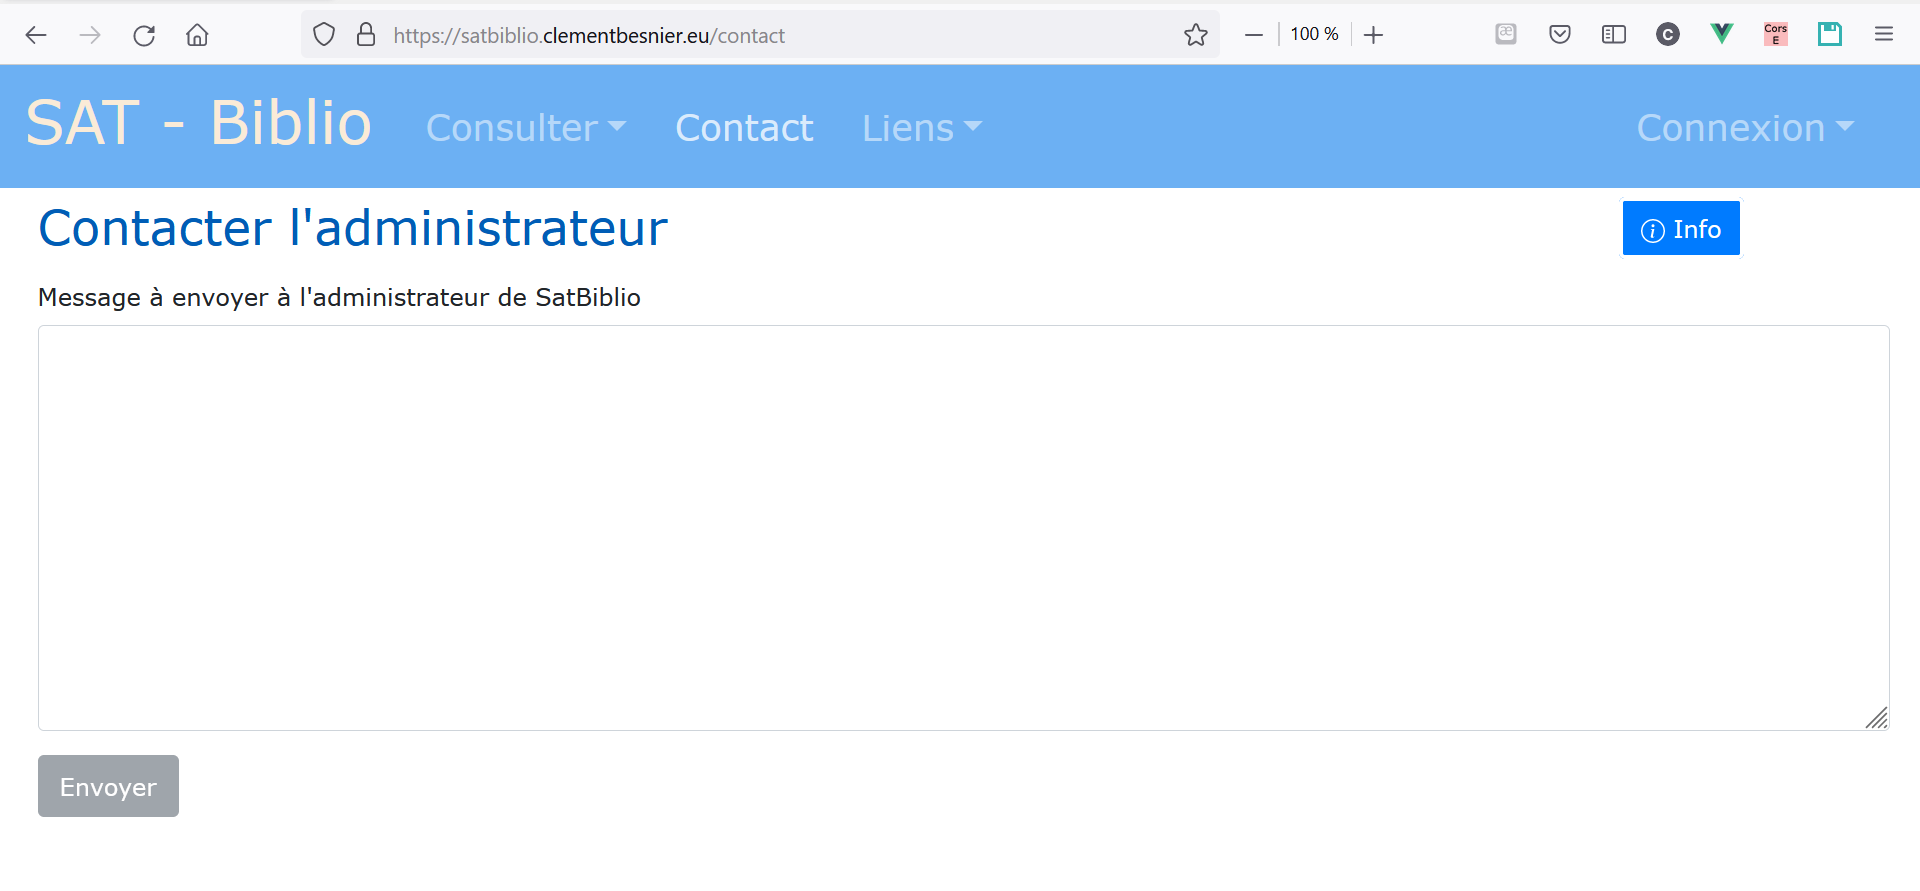 https://satbiblio.clementbesnier.eu/contact
100 %
æ
C
Cors
E
SAT - Biblio
Consulter
Contact
Liens
Connexion
Contacter l'administrateur
Info
Message à envoyer à l'administrateur de SatBiblio
Envoyer